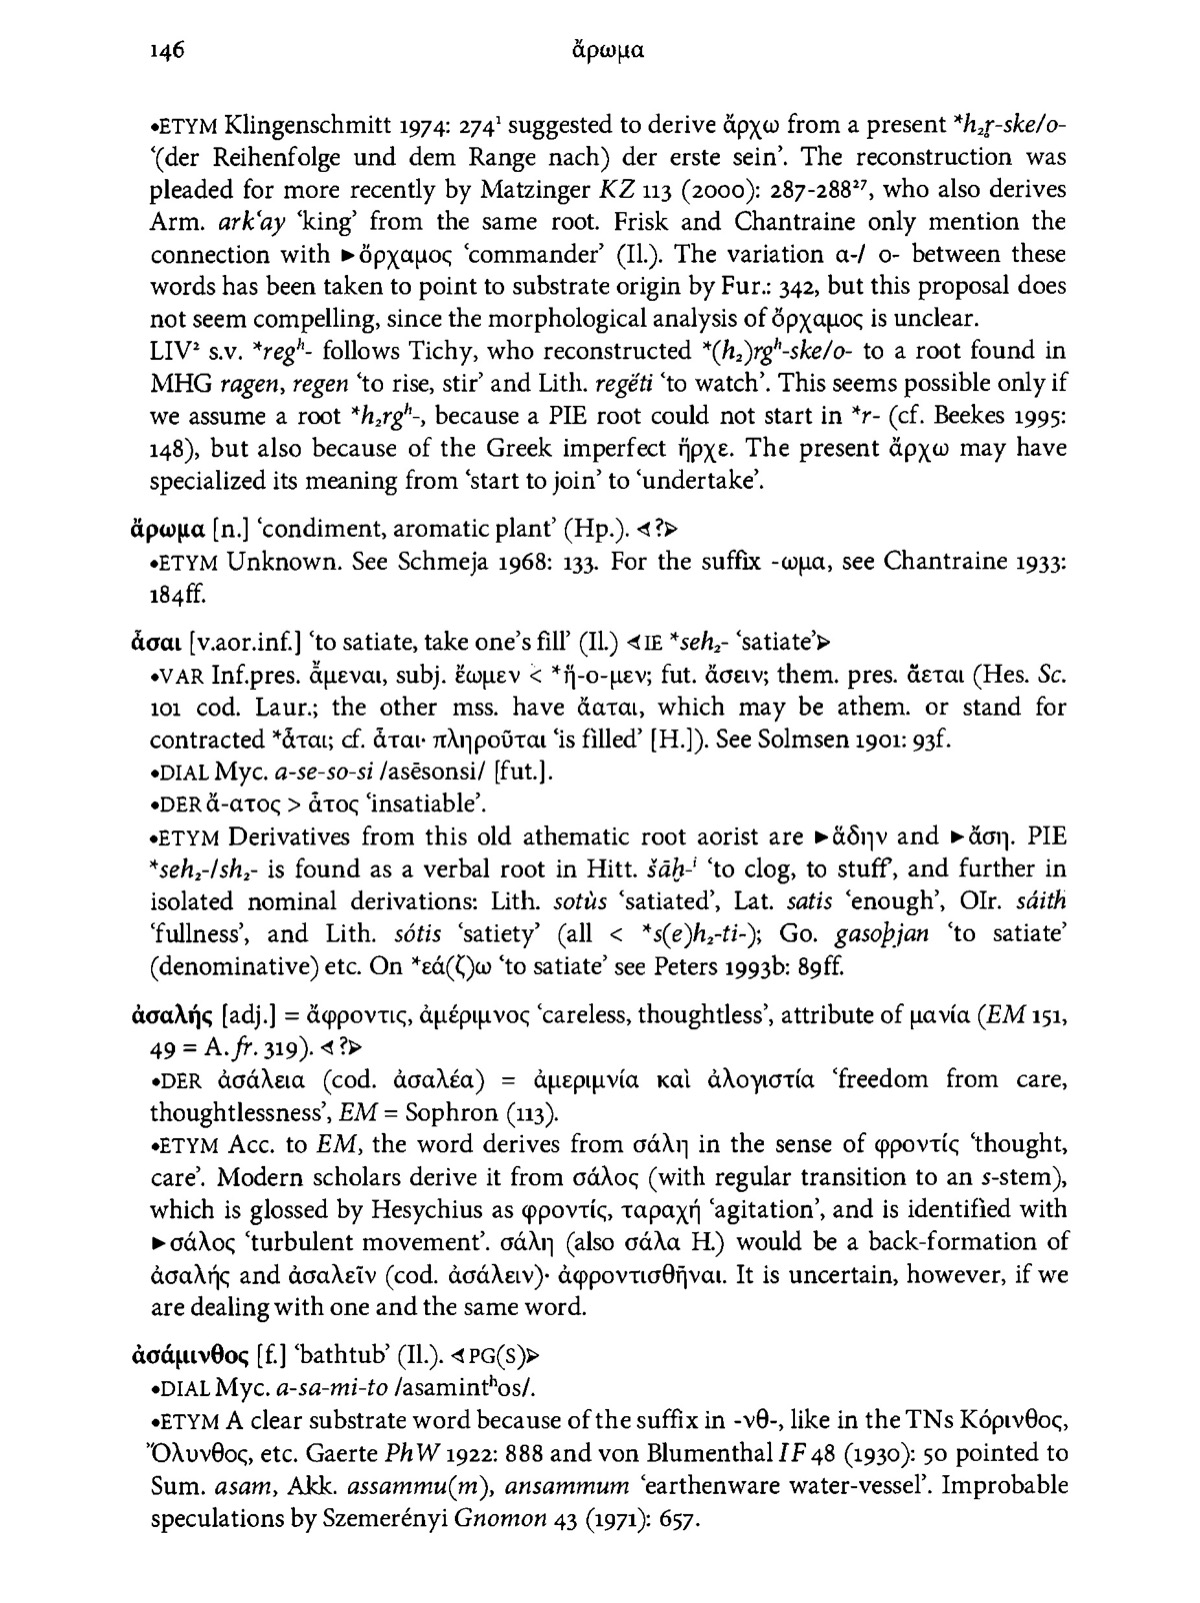 146
ἄρωμα
•ETYM Klingenschmitt 1974: 274¹ suggested to derive ἄρχω from a present *h₂r̥-ske/o-
‘(der Reihenfolge und dem Range nach) der erste sein’. The reconstruction was
pleaded for more recently by Matzinger KZ 113 (2000): 287-288²⁷, who also derives
Arm. ark‘ay ‘king’ from the same root. Frisk and Chantraine only mention the
connection with ►ὄρχαμος ‘commander’ (Il.). The variation α-/ ο- between these
words has been taken to point to substrate origin by Fur.: 342, but this proposal does
not seem compelling, since the morphological analysis of ὄρχαμος is unclear.
LIV² s.v. *regʰ- follows Tichy, who reconstructed *(h₂)rgʰ-ske/o- to a root found in
MHG ragen, regen ‘to rise, stir’ and Lith. regė́ti ‘to watch’. This seems possible only if
we assume a root *h₂rgʰ-, because a PIE root could not start in *r- (cf. Beekes 1995:
148), but also because of the Greek imperfect ἤρχε. The present ἄρχω may have
specialized its meaning from ‘start to join’ to ‘undertake’.
ἄρωμα [n.] ‘condiment, aromatic plant’ (Hp.). ⊲?⊳
•ETYM Unknown. See Schmeja 1968: 133. For the suffix -ωμα, see Chantraine 1933:
184ff.
ἆσαι [v.aor.inf.] ‘to satiate, take one’s fill’ (Il.) ⊲IE *seh₂- ‘satiate’⊳
•VAR Inf.pres. ἄ̄μεναι, subj. ἔωμεν < *ἥ-ο-μεν; fut. ἄσειν; them. pres. ἄεται (Hes. Sc.
101 cod. Laur.; the other mss. have ἄαται, which may be athem. or stand for
contracted *ἆται; cf. ἆται· πληροῦται ‘is filled’ [H.]). See Solmsen 1901: 93f.
•DIAL Myc. a-se-so-si /asēsonsi/ [fut.].
•DER ἄ-ατος > ἆτος ‘insatiable’.
•ETYM Derivatives from this old athematic root aorist are ►ἄδην and ►ἄση. PIE
*seh₂-/sh₂- is found as a verbal root in Hitt. šāḫ-ⁱ ‘to clog, to stuff’, and further in
isolated nominal derivations: Lith. sotùs ‘satiated’, Lat. satis ‘enough’, OIr. sáith
‘fullness’, and Lith. sótis ‘satiety’ (all < *s(e)h₂-ti-); Go. gasoþjan ‘to satiate’
(denominative) etc. On *εά(ζ)ω ‘to satiate’ see Peters 1993b: 89ff.
ἀσαλής [adj.] = ἄφροντις, ἀμέριμνος ‘careless, thoughtless’, attribute of μανία (EM 151,
49 = A. fr. 319). ⊲?⊳
•DER ἀσάλεια (cod. ἀσαλέα) = ἀμεριμνία καὶ ἀλογιστία ‘freedom from care,
thoughtlessness’, EM = Sophron (113).
•ETYM Acc. to EM, the word derives from σάλη in the sense of φροντίς ‘thought,
care’. Modern scholars derive it from σάλος (with regular transition to an s-stem),
which is glossed by Hesychius as φροντίς, ταραχή ‘agitation’, and is identified with
►σάλος ‘turbulent movement’. σάλη (also σάλα H.) would be a back-formation of
ἀσαλής and ἀσαλεῖν (cod. ἀσάλειν)· ἀφροντισθῆναι. It is uncertain, however, if we
are dealing with one and the same word.
ἀσάμινθος [f.] ‘bathtub’ (Il.). ⊲PG(S)⊳
•DIAL Myc. a-sa-mi-to /asamintʰos/.
•ETYM A clear substrate word because of the suffix in -νθ-, like in the TNs Κόρινθος,
Ὄλυνθος, etc. Gaerte PhW 1922: 888 and von Blumenthal IF 48 (1930): 50 pointed to
Sum. asam, Akk. assammu(m), ansammum ‘earthenware water-vessel’. Improbable
speculations by Szemerényi Gnomon 43 (1971): 657.